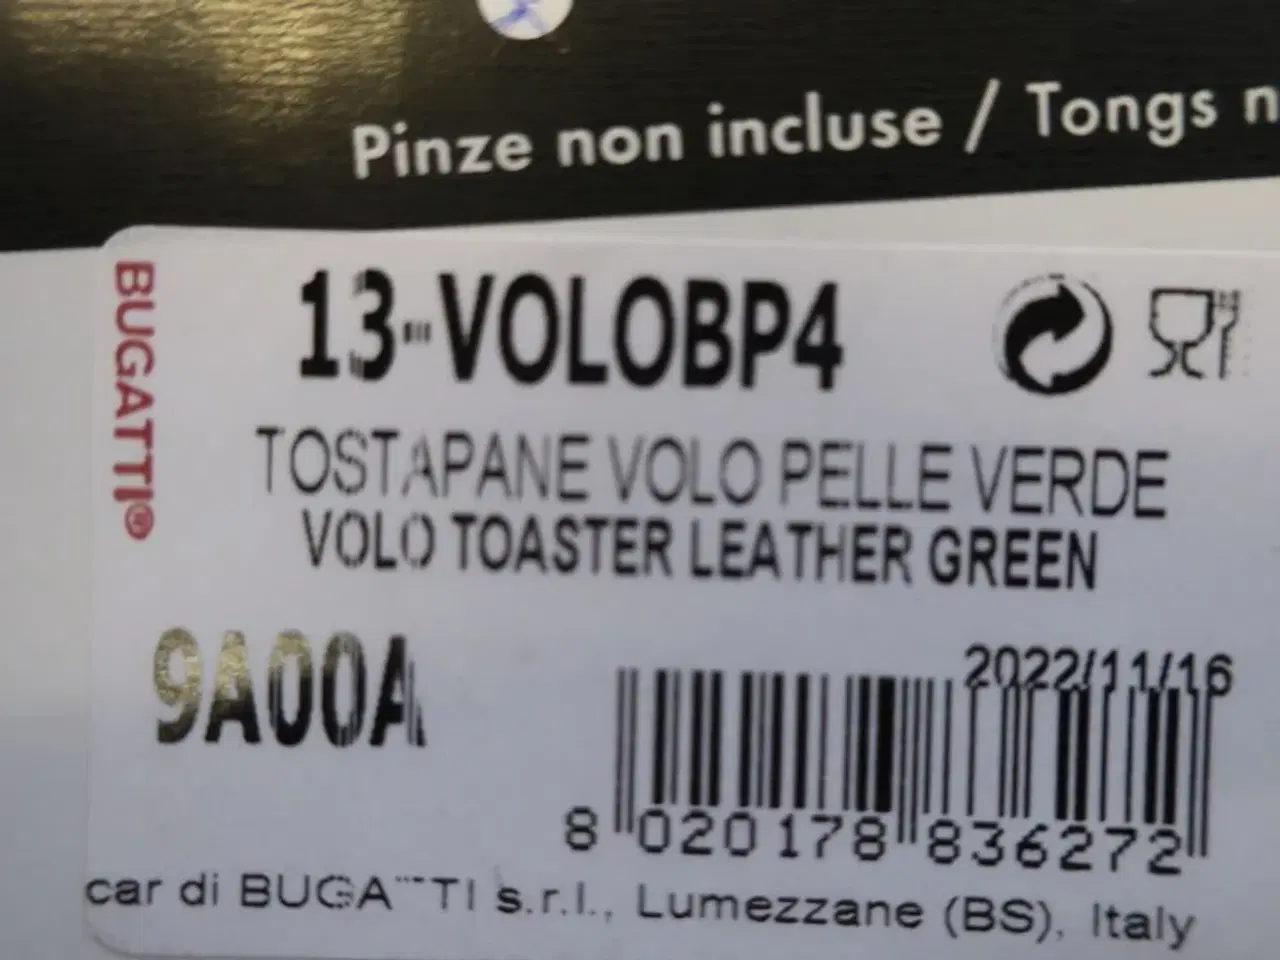 Pinze non incluse / Tongs n
BUGATTI®
13-VOLOBP4
TOSTAPANE VOLO PELLE VERDE
VOLO TOASTER LEATHER GREEN
9A00A
2022/11/16
8 020178 836272
car di BUGATTI s.r.l., Lumezzane (BS), Italy